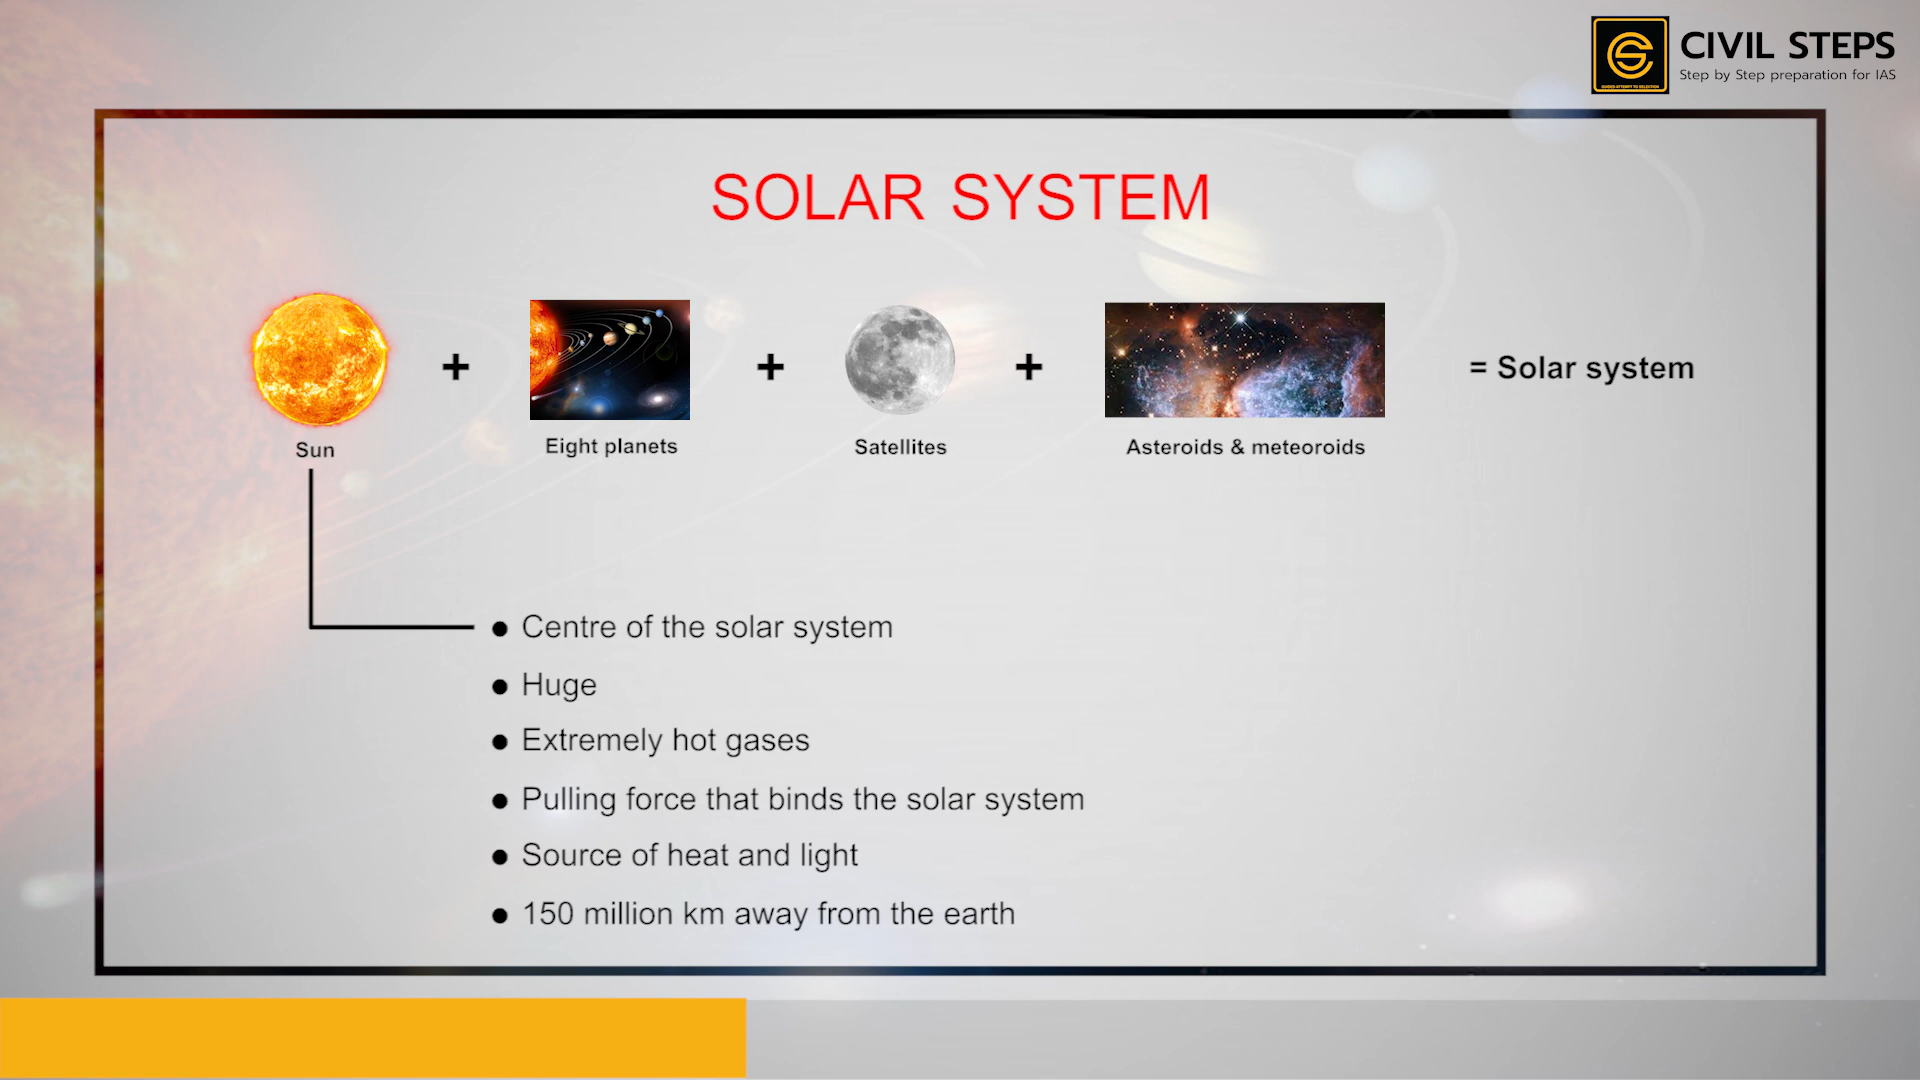 CIVIL STEPS
Step by Step preparation for IAS
SOLAR SYSTEM
+ + + = Solar system
Sun Eight planets Satellites Asteroids & meteoroids
● Centre of the solar system
● Huge
● Extremely hot gases
● Pulling force that binds the solar system
● Source of heat and light
● 150 million km away from the earth